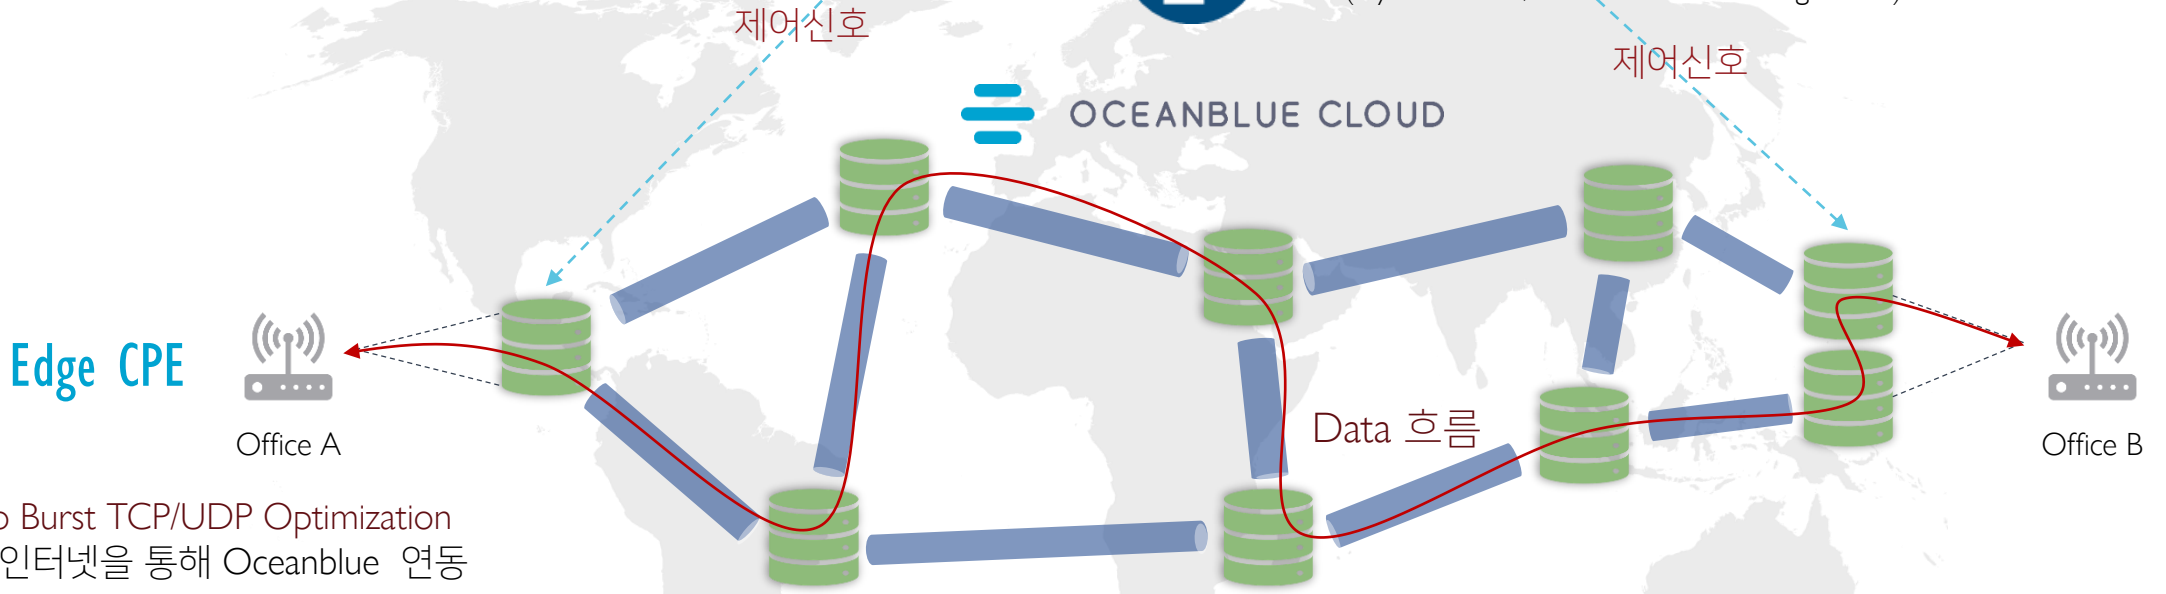 제어신호
제어신호
OCEANBLUE CLOUD
Edge CPE
Data 흐름
Office A
Office B
Burst TCP/UDP Optimization
인터넷을 통해 Oceanblue 연동